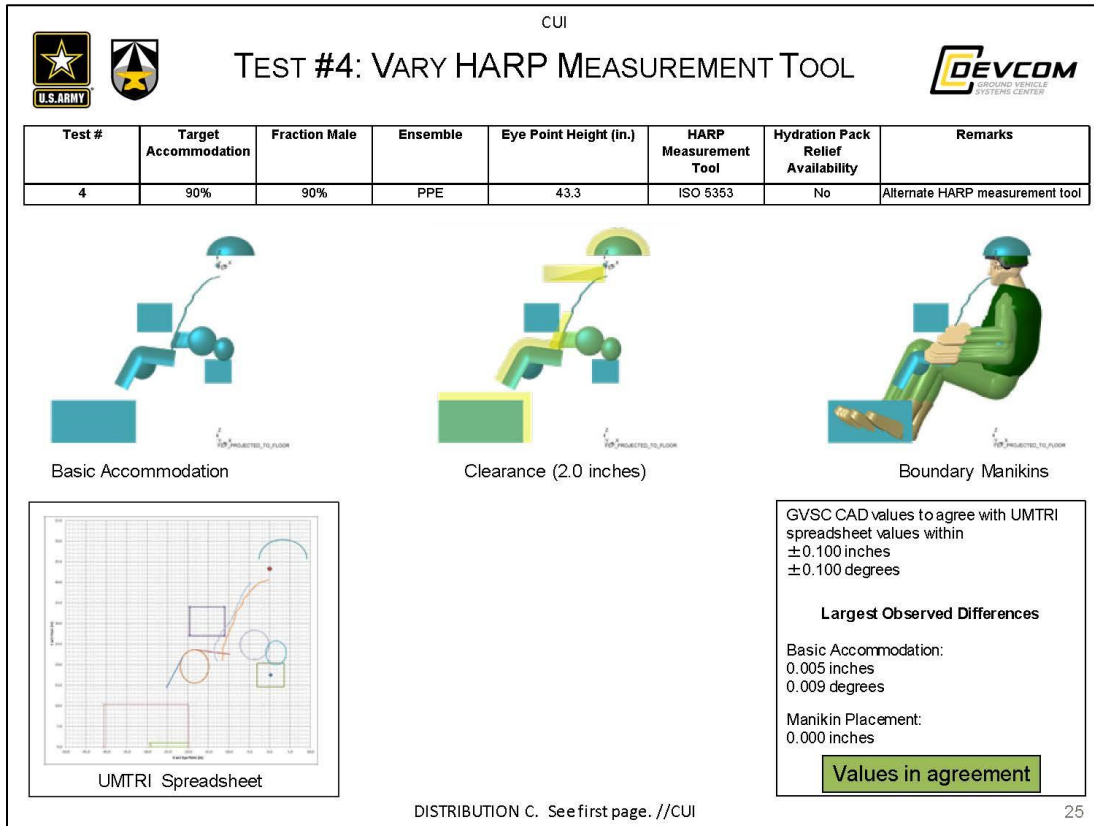 CUI
TEST #4: VARY HARP MEASUREMENT TOOL
U.S.ARMY
DEVCOM
GROUND VEHICLE
SYSTEMS CENTER
Test # Target Accommodation Fraction Male Ensemble Eye Point Height (in.) HARP Measurement Tool Hydration Pack Relief Availability Remarks
4 90% 90% PPE 43.3 ISO 5353 No Alternate HARP measurement tool
Basic Accommodation
Clearance (2.0 inches)
Boundary Manikins
UMTRI Spreadsheet
GVSC CAD values to agree with UMTRI
spreadsheet values within
±0.100 inches
±0.100 degrees
Largest Observed Differences
Basic Accommodation:
0.005 inches
0.009 degrees
Manikin Placement:
0.000 inches
Values in agreement
DISTRIBUTION C. See first page. //CUI
25